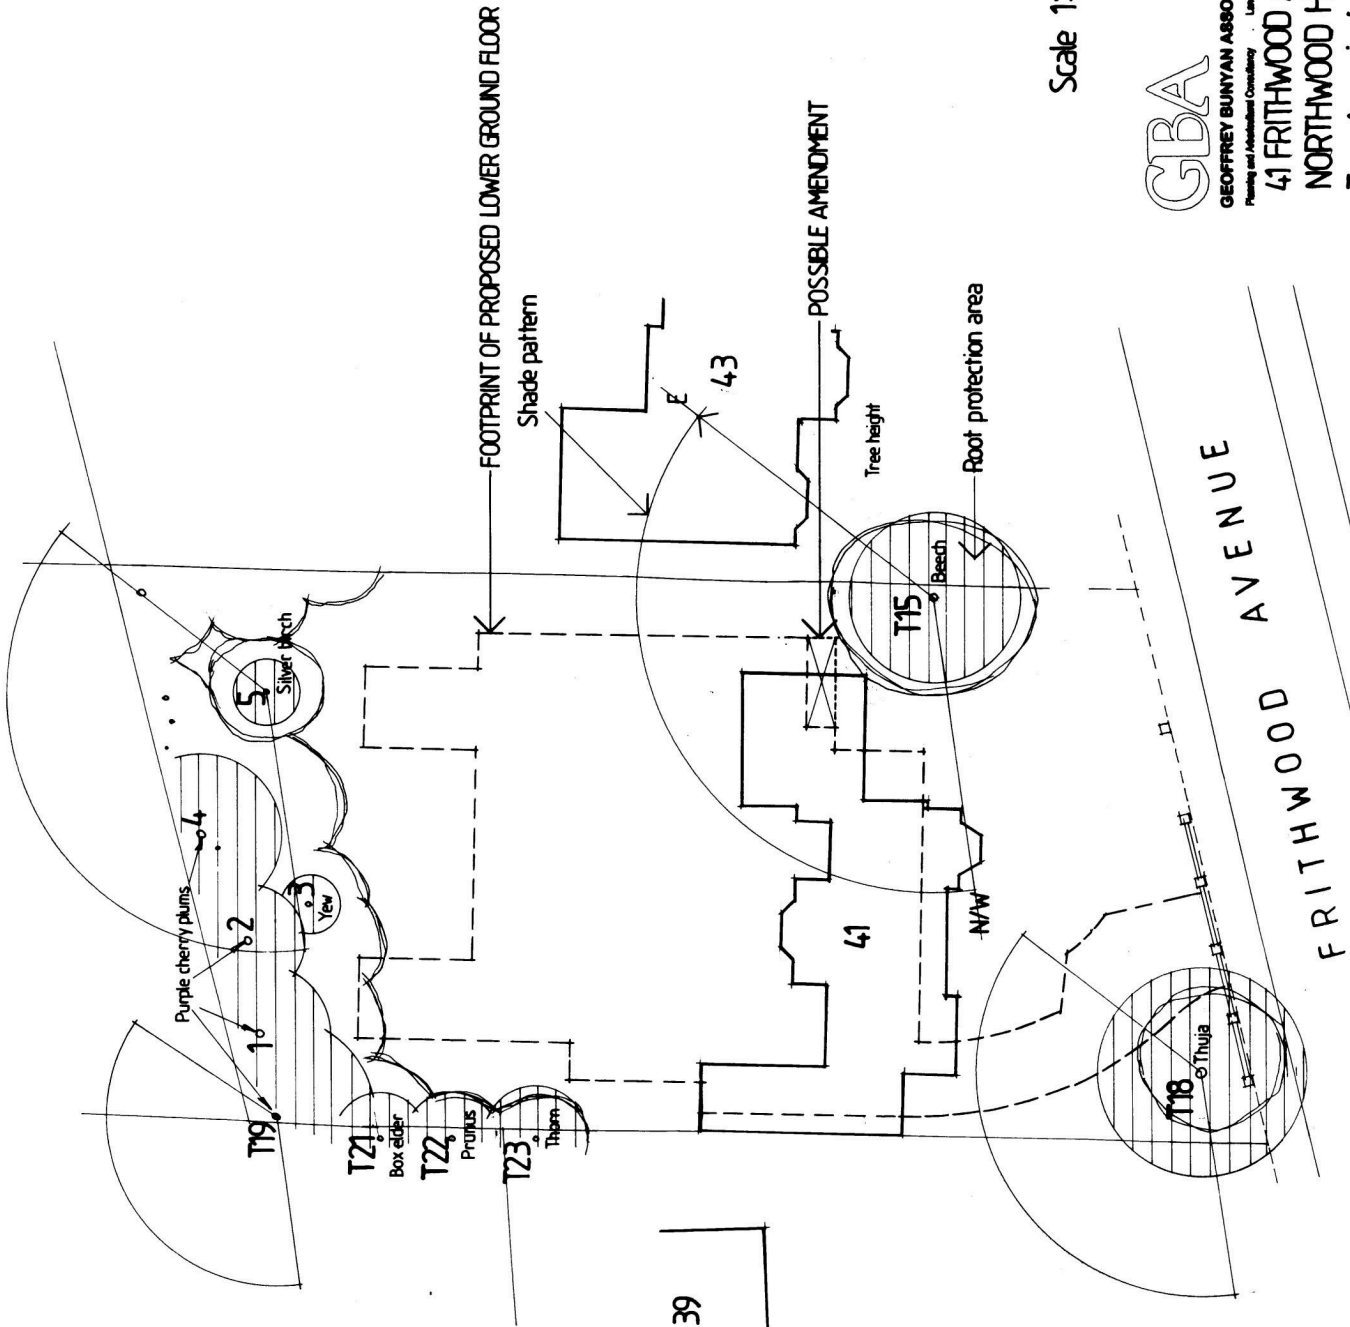 FOOTPRINT OF PROPOSED LOWER GROUND FLOOR
Shade pattern
E
43
POSSIBLE AMENDMENT
Tree height
Root protection area
Scale
GBA
GEOFFREY BUNYAN
41 FRITHWOOD
NORTHWOOD
5
Silver birch
Purple cherry plums
4
2
3
Yew
1
T19
T21
Box elder
T22
Prunus
T23
Thorn
T15
Beech
41
N/W
39
T18
Thuja
FRITHWOOD AVENUE